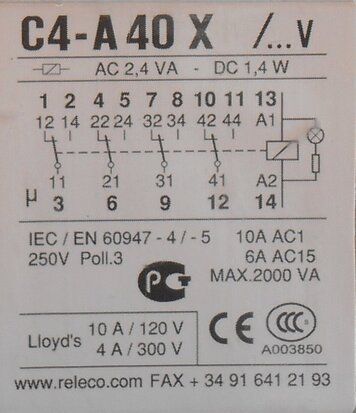 C4-A40 X /...V
AC 2,4 VA - DC 1,4 W
1 2 4 5 7 8 10 11 13
12 14 22 24 32 34 42 44 A1
11 21 31 41 A2
µ 3 6 9 12 14
IEC / EN 60947 - 4 / - 5 10A AC1
250V Poll.3 6A AC15
MAX.2000 VA
PCT
Lloyd's 10 A / 120 V
4 A / 300 V
CE CCC
A003850
www.releco.com FAX + 34 91 641 21 93